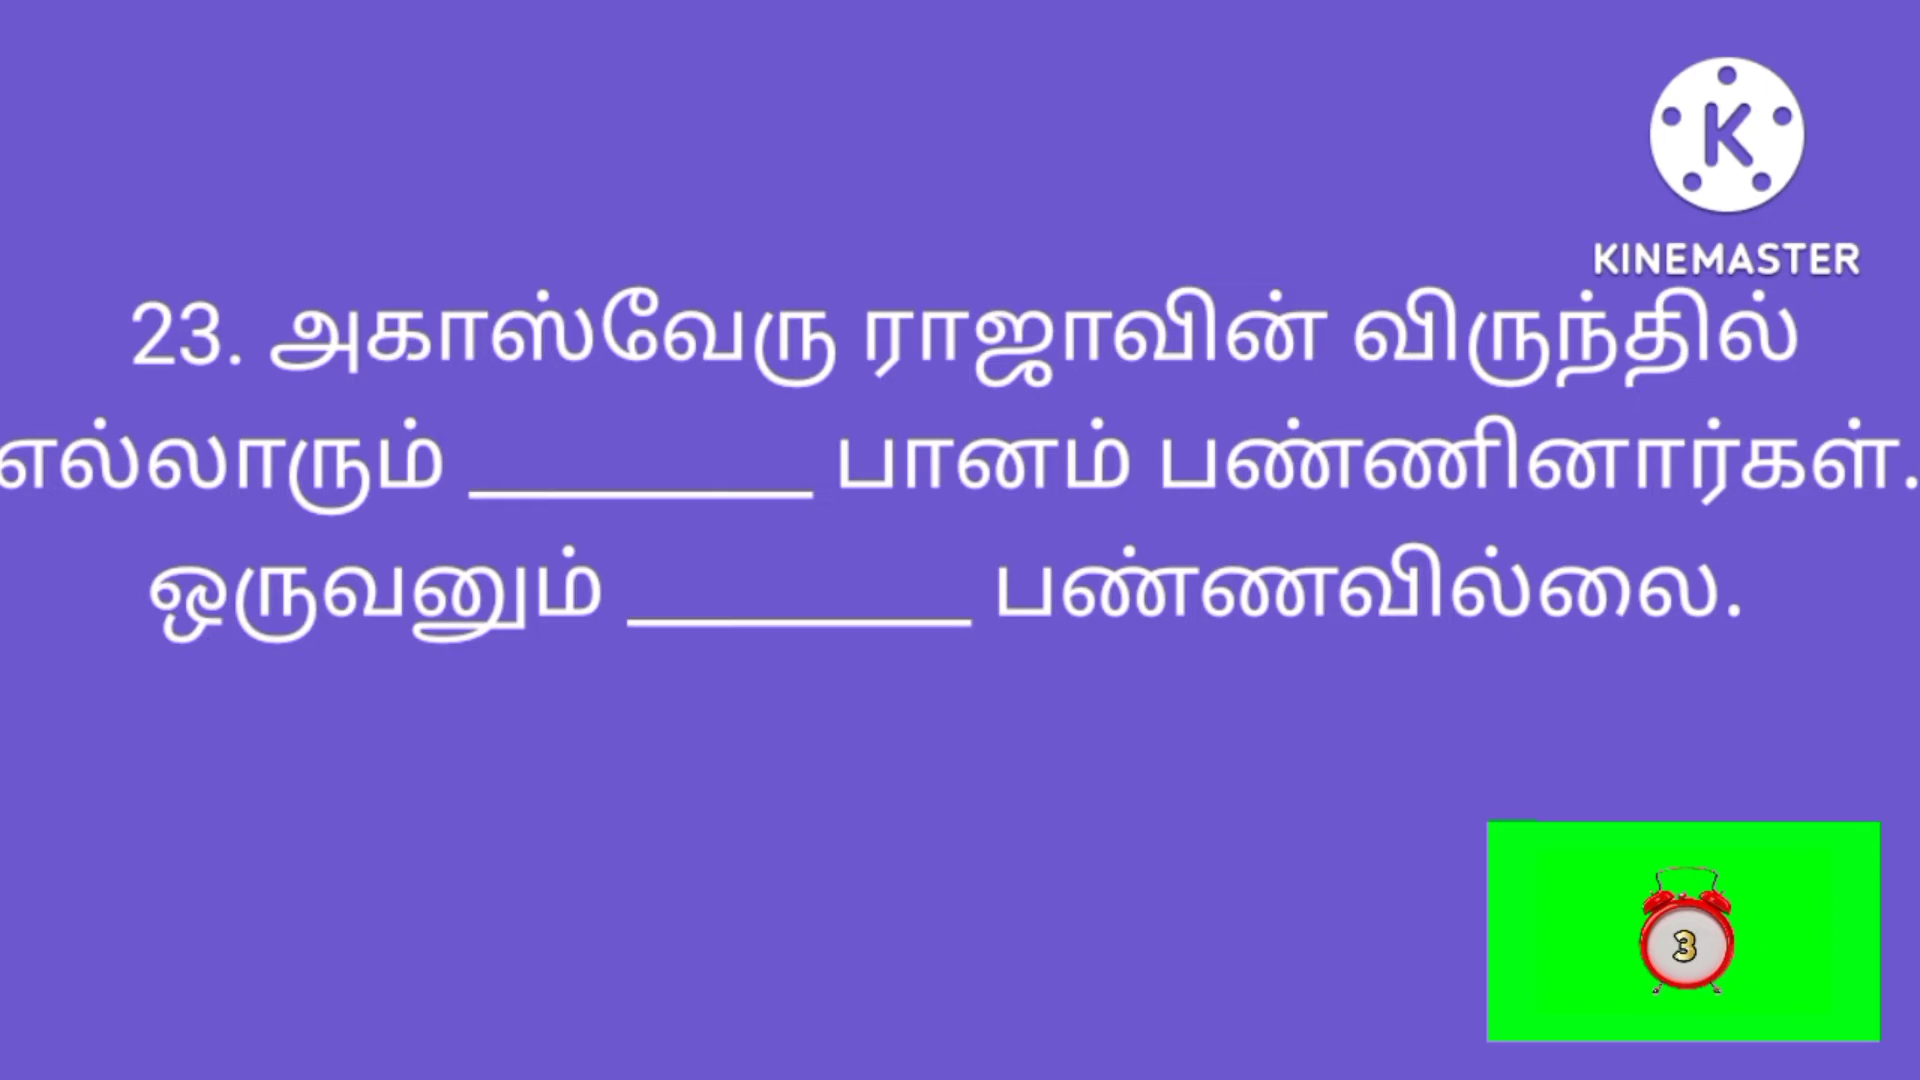 KINEMASTER
23. அகாஸ்வேரு ராஜாவின் விருந்தில்
எல்லாரும் ________ பானம் பண்ணினார்கள்.
ஒருவனும் ________ பண்ணவில்லை.
3